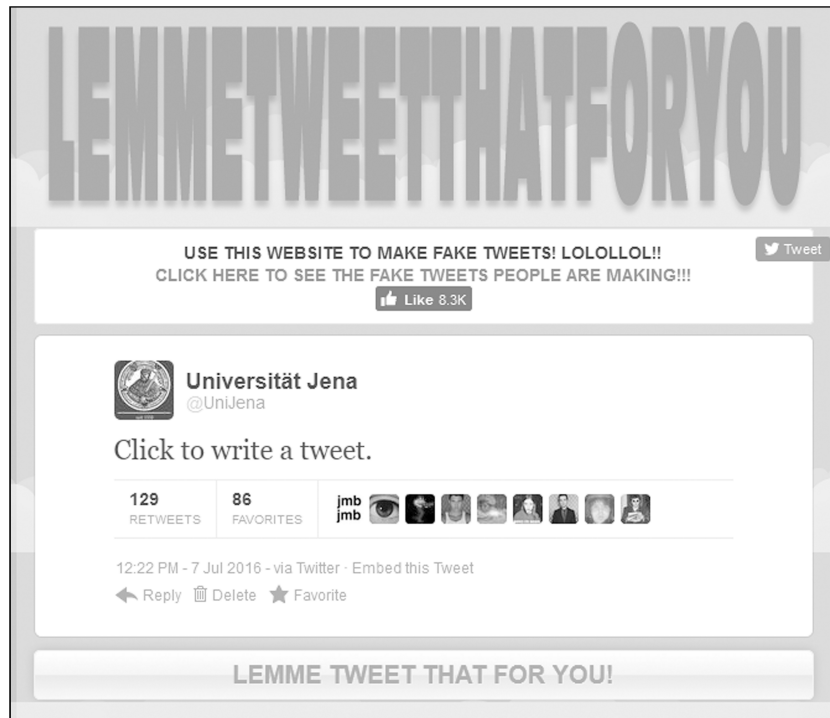 LEMMETWEETTHATFORYOU
USE THIS WEBSITE TO MAKE FAKE TWEETS! LOLOLLOL!!
Tweet
CLICK HERE TO SEE THE FAKE TWEETS PEOPLE ARE MAKING!!!
Like 8.3K
Universität Jena
@UniJena
Click to write a tweet.
129 86 jmb
RETWEETS FAVORITES jmb
12:22 PM - 7 Jul 2016 - via Twitter · Embed this Tweet
Reply Delete Favorite
LEMME TWEET THAT FOR YOU!